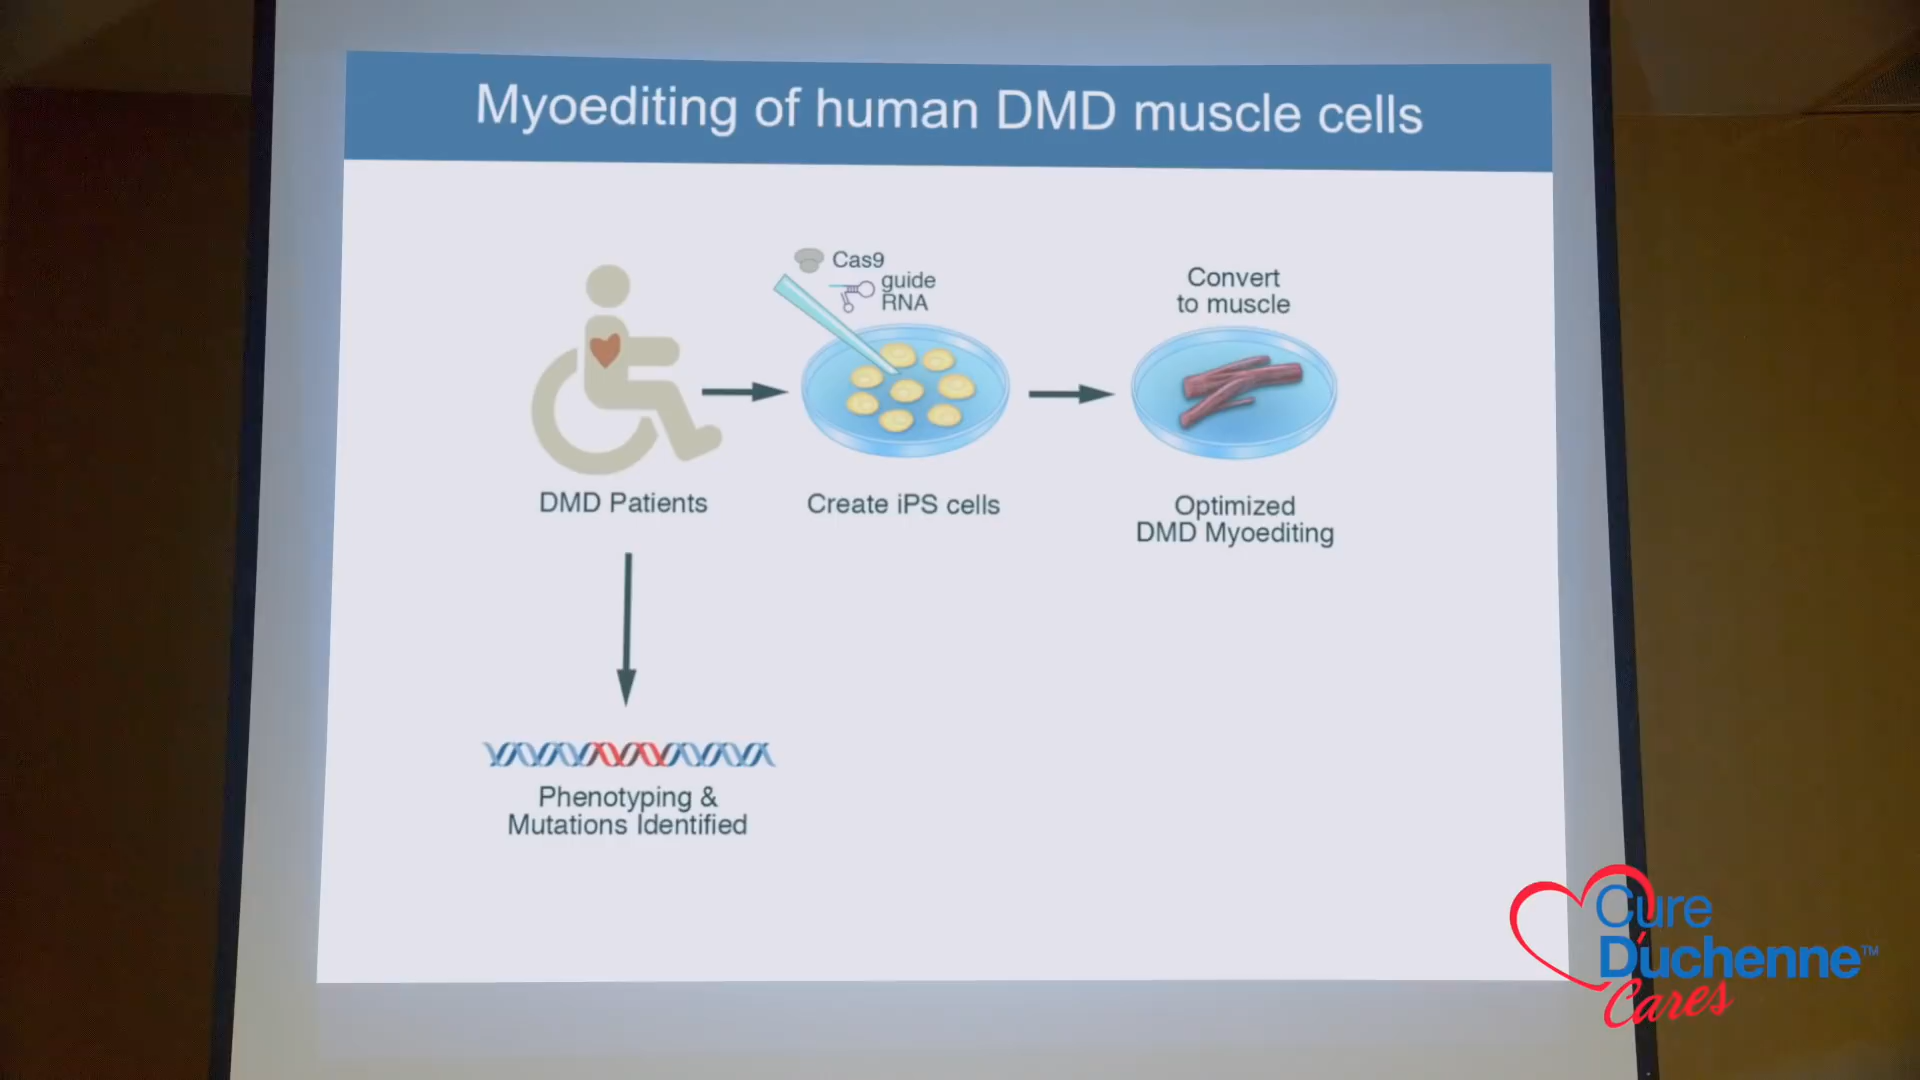 Myoediting of human DMD muscle cells
Cas9
guide
RNA
Convert
to muscle
DMD Patients
Create iPS cells
Optimized
DMD Myoediting
Phenotyping &
Mutations Identified
Cure
Duchenne™
Cares